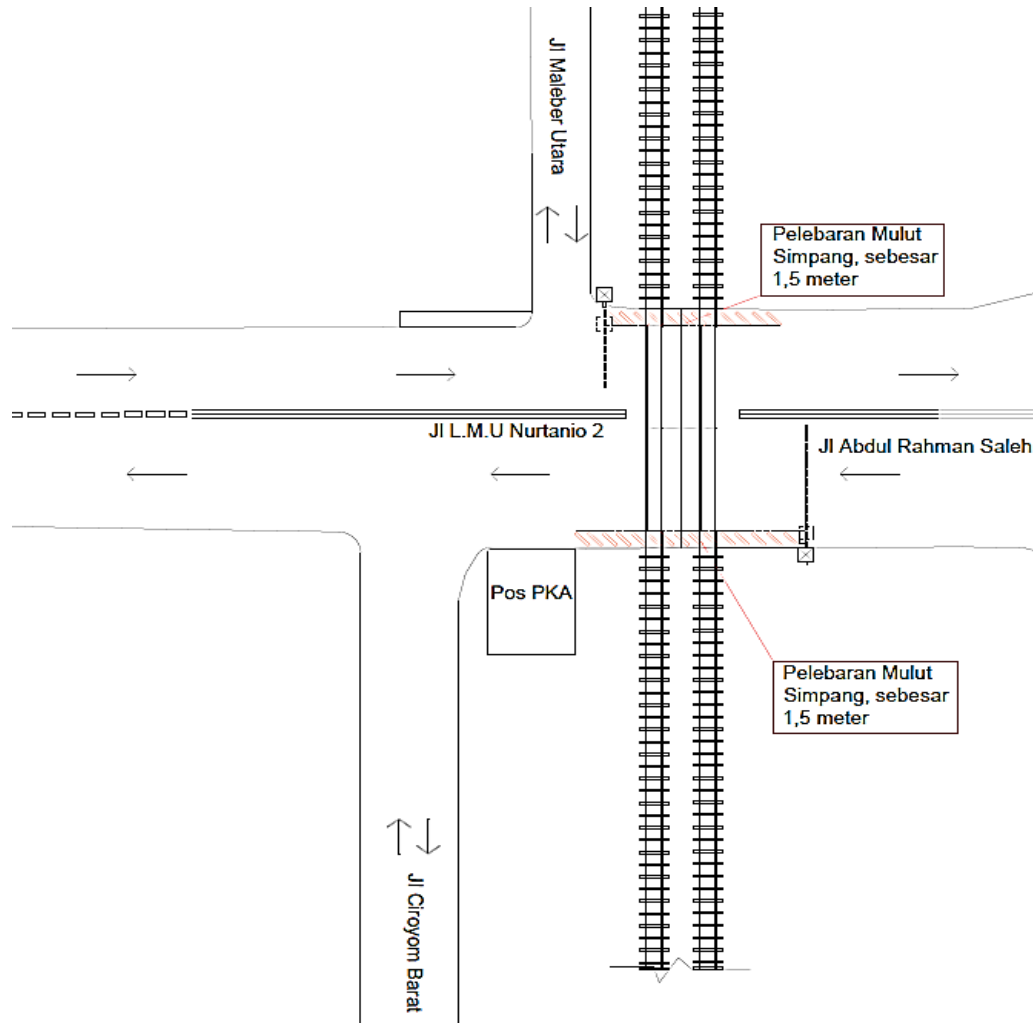 Jl Maleber Utara
Pelebaran Mulut
Simpang, sebesar
1,5 meter
Jl L.M.U Nurtanio 2
Jl Abdul Rahman Saleh
Pos PKA
Pelebaran Mulut
Simpang, sebesar
1,5 meter
Jl Ciroyom Barat